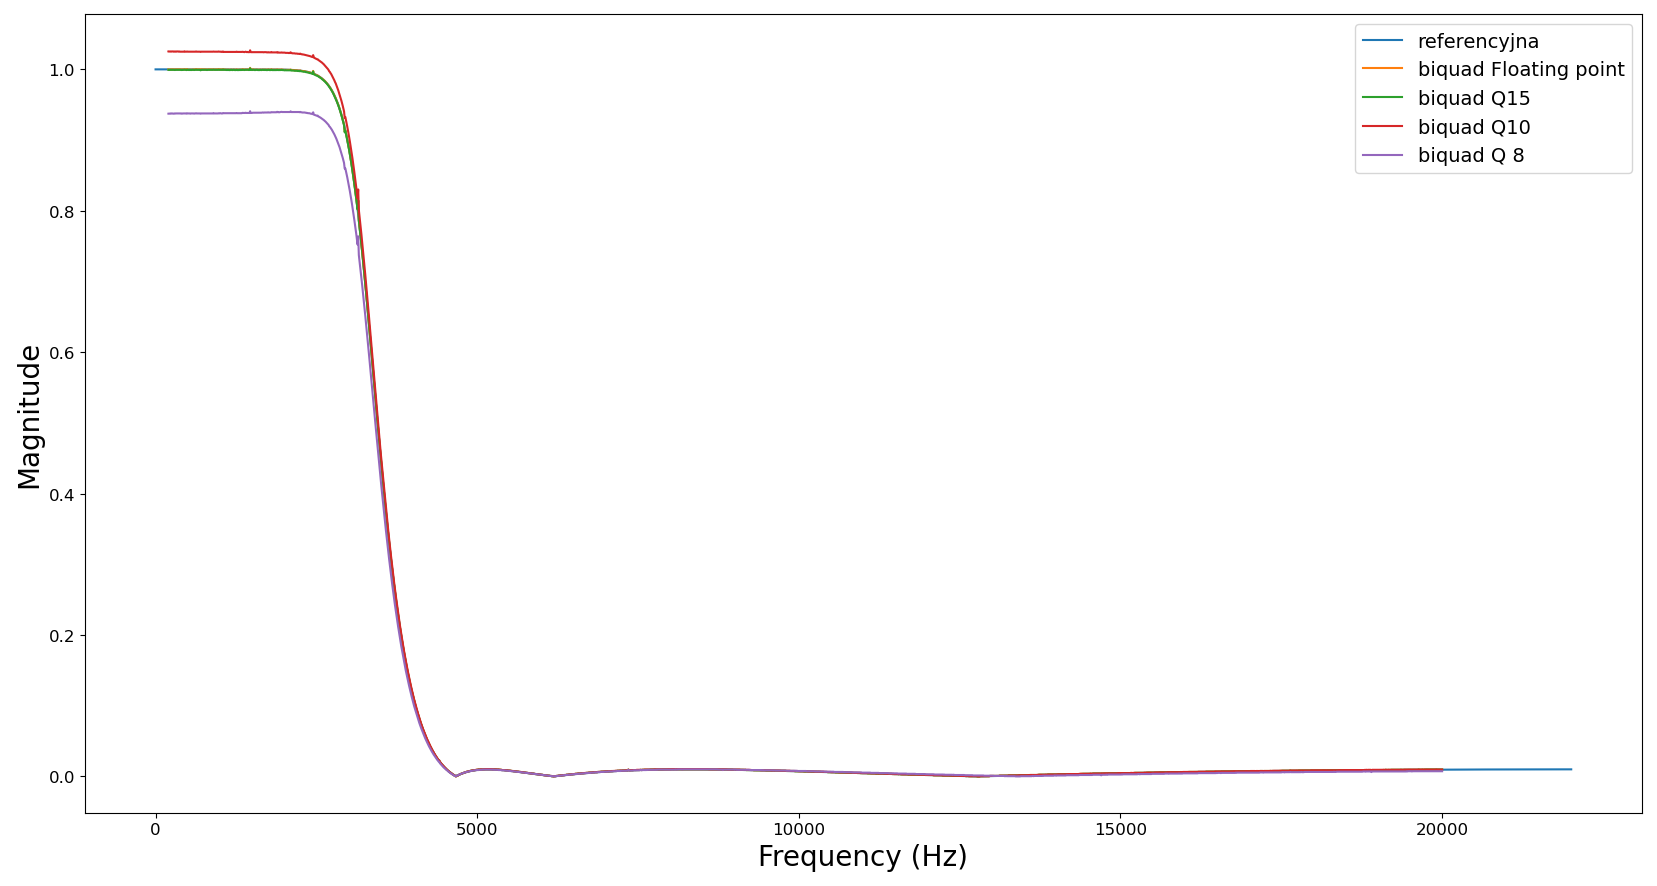 referencyjna
biquad Floating point
biquad Q15
biquad Q10
biquad Q 8
Magnitude
1.0
0.8
0.6
0.4
0.2
0.0
0 5000 10000 15000 20000
Frequency (Hz)